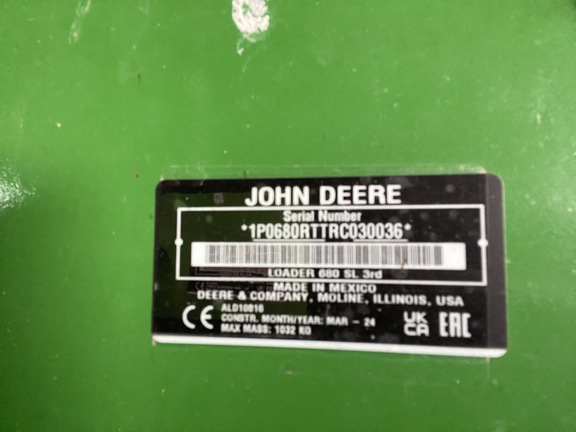 JOHN DEERE
Serial Number
*1P0680RTTRC030036*
LOADER 680 SL 3rd
MADE IN MEXICO
DEERE & COMPANY, MOLINE, ILLINOIS, USA
ALD10816
CONSTR. MONTH/YEAR: MAR - 24
MAX MASS: 1032 KG
CE
UK CA
EAC